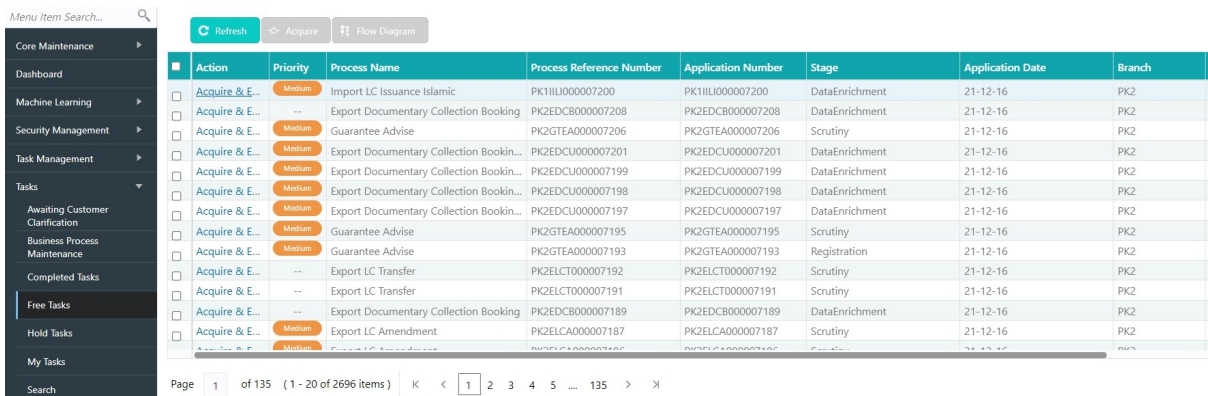 Menu Item Search...
Core Maintenance
Dashboard
Machine Learning
Security Management
Task Management
Tasks
Awaiting Customer
Clarification
Business Process
Maintenance
Completed Tasks
Free Tasks
Hold Tasks
My Tasks
Search
Refresh Acquire Flow Diagram
Action Priority Process Name Process Reference Number Application Number Stage Application Date Branch
Acquire & E... Medium Import LC Issuance Islamic PK1IILI000007200 PK1IILI000007200 DataEnrichment 21-12-16 PK2
Acquire & E... -- Export Documentary Collection Booking PK2EDCB000007208 PK2EDCB000007208 DataEnrichment 21-12-16 PK2
Acquire & E... Medium Guarantee Advise PK2GTEA000007206 PK2GTEA000007206 Scrutiny 21-12-16 PK2
Acquire & E... Medium Export Documentary Collection Bookin... PK2EDCU000007201 PK2EDCU000007201 DataEnrichment 21-12-16 PK2
Acquire & E... Medium Export Documentary Collection Bookin... PK2EDCU000007199 PK2EDCU000007199 DataEnrichment 21-12-16 PK2
Acquire & E... Medium Export Documentary Collection Bookin... PK2EDCU000007198 PK2EDCU000007198 DataEnrichment 21-12-16 PK2
Acquire & E... Medium Export Documentary Collection Bookin... PK2EDCU000007197 PK2EDCU000007197 DataEnrichment 21-12-16 PK2
Acquire & E... Medium Guarantee Advise PK2GTEA000007195 PK2GTEA000007195 Scrutiny 21-12-16 PK2
Acquire & E... Medium Guarantee Advise PK2GTEA000007193 PK2GTEA000007193 Registration 21-12-16 PK2
Acquire & E... -- Export LC Transfer PK2ELCT000007192 PK2ELCT000007192 Scrutiny 21-12-16 PK2
Acquire & E... -- Export LC Transfer PK2ELCT000007191 PK2ELCT000007191 Scrutiny 21-12-16 PK2
Acquire & E... -- Export Documentary Collection Booking PK2EDCB000007189 PK2EDCB000007189 DataEnrichment 21-12-16 PK2
Acquire & E... Medium Export LC Amendment PK2ELCA000007187 PK2ELCA000007187 Scrutiny 21-12-16 PK2
Page 1 of 135 ( 1 - 20 of 2696 items ) 1 2 3 4 5 .... 135